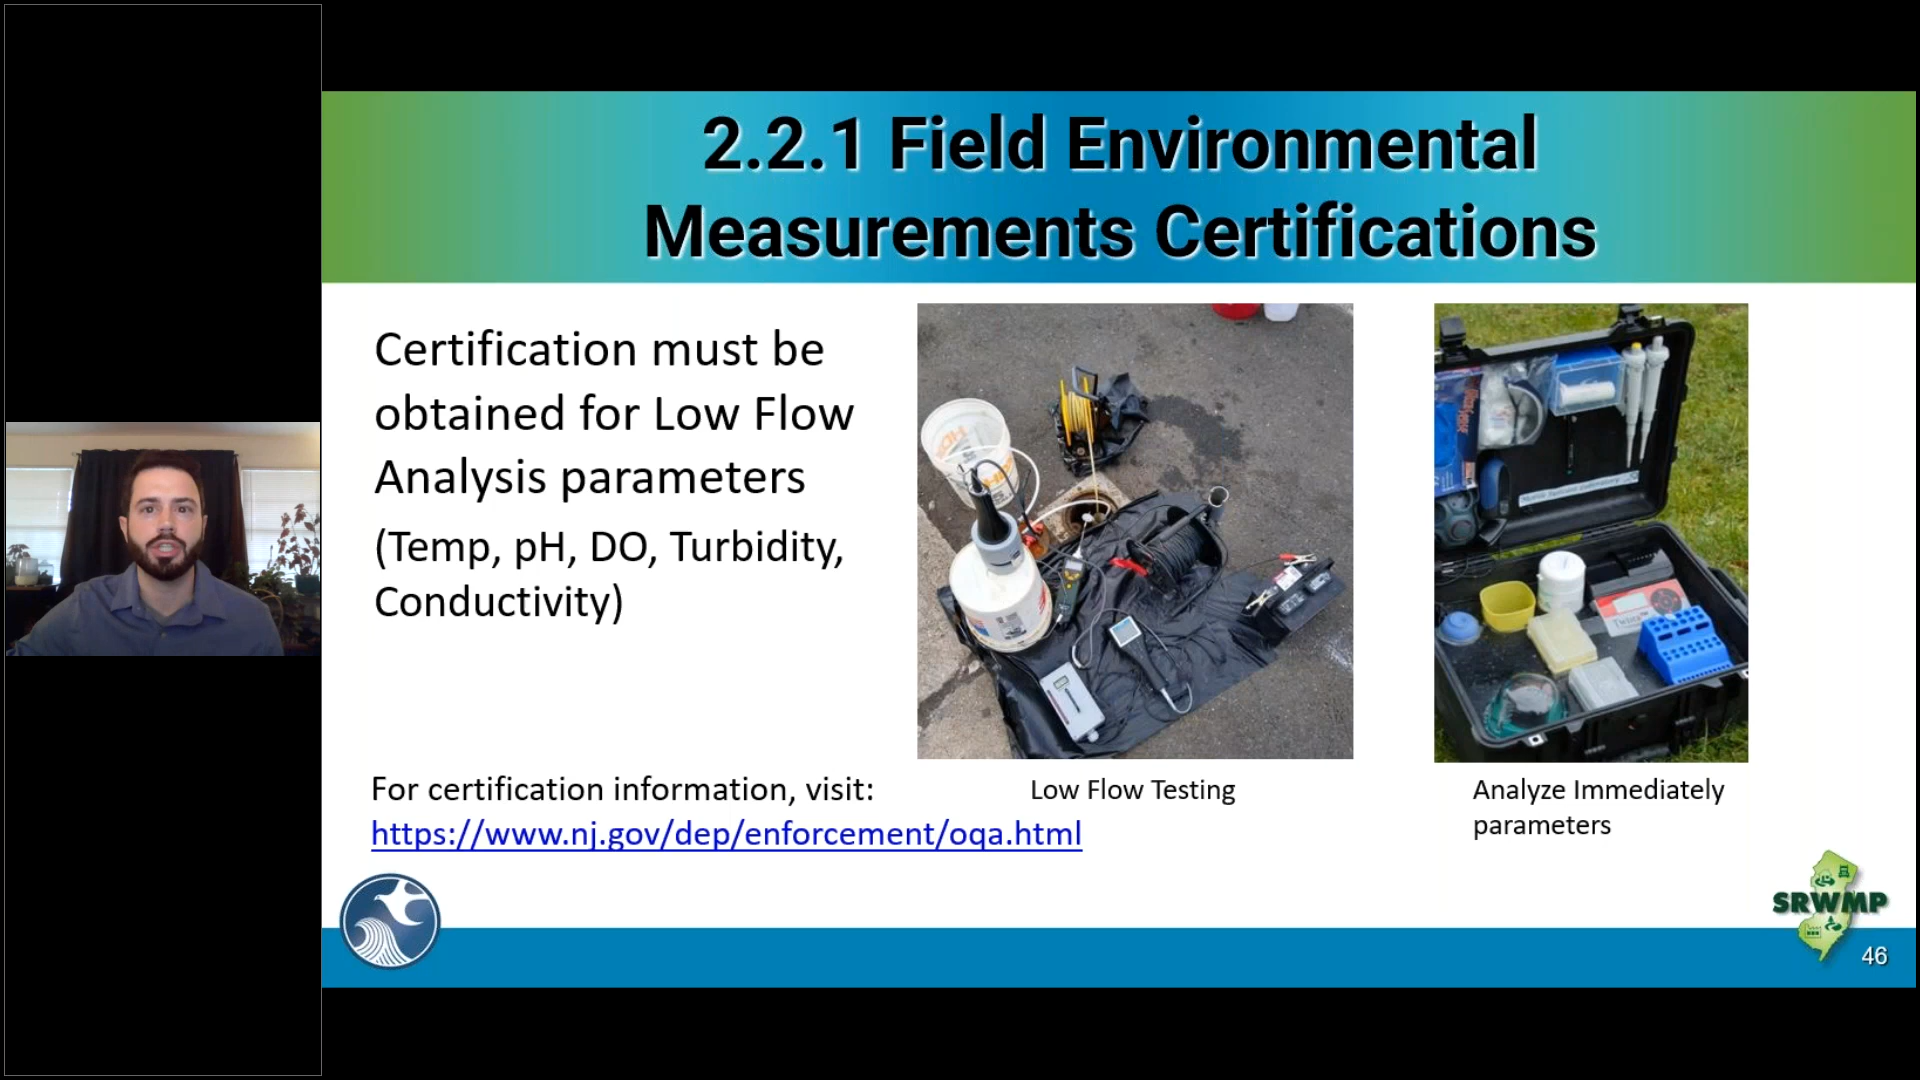 2.2.1 Field Environmental
Measurements Certifications
Certification must be
obtained for Low Flow
Analysis parameters
(Temp, pH, DO, Turbidity,
Conductivity)
For certification information, visit:
https://www.nj.gov/dep/enforcement/oqa.html
Low Flow Testing
Analyze Immediately
parameters
SRWMP
46